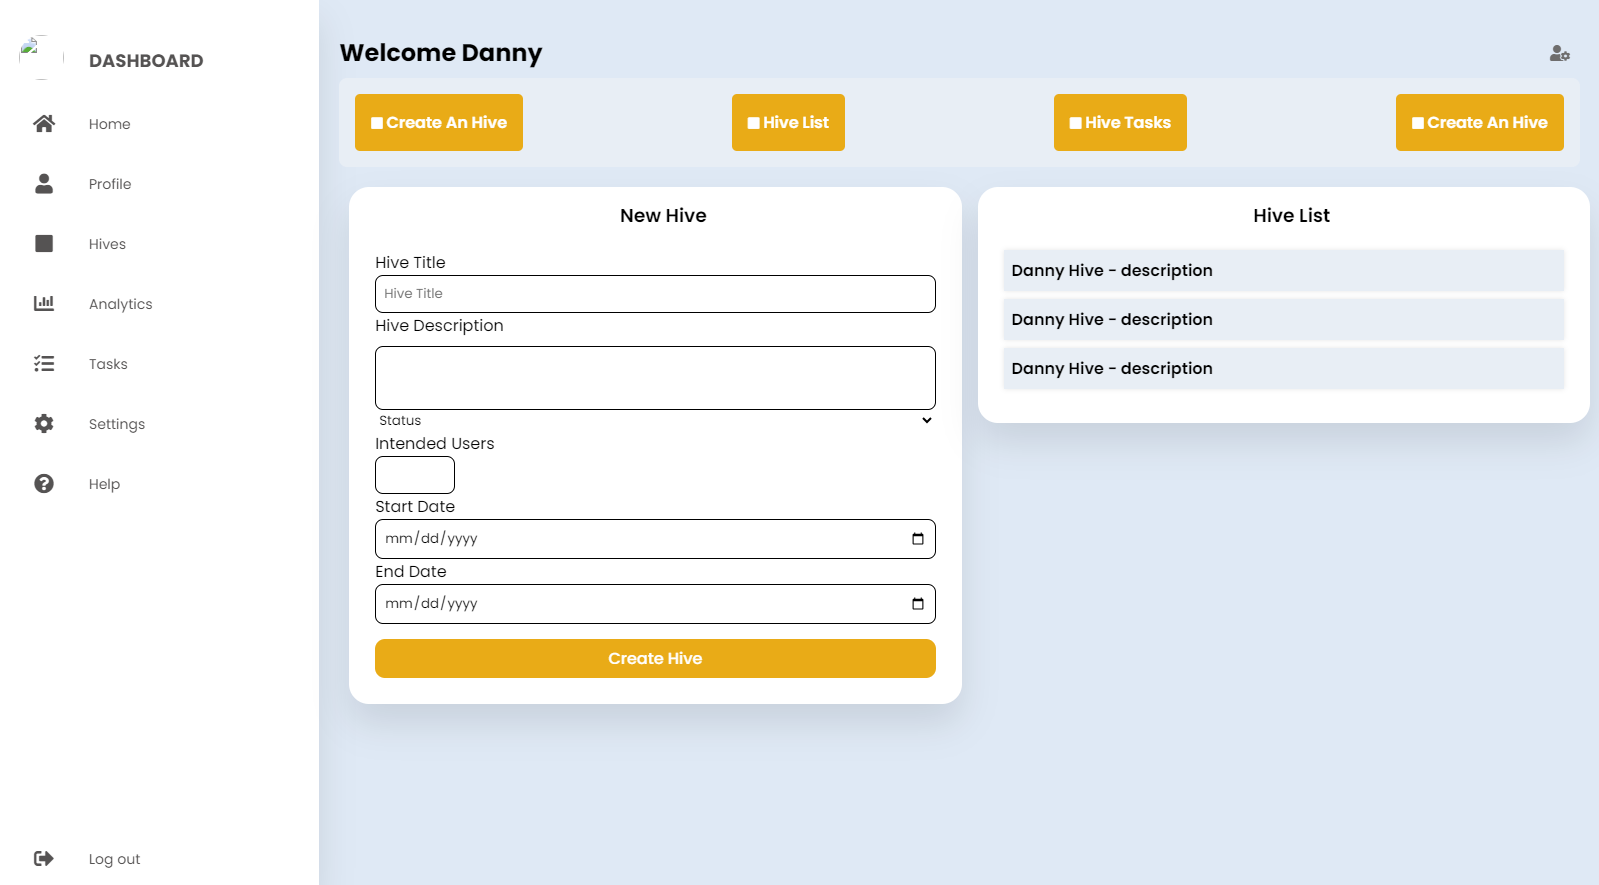 DASHBOARD
Home
Profile
Hives
Analytics
Tasks
Settings
Help
Log out
Welcome Danny
Create An Hive
Hive List
Hive Tasks
Create An Hive
New Hive
Hive Title
Hive Title
Hive Description
Status
Intended Users
Start Date
mm/dd/yyyy
End Date
mm/dd/yyyy
Create Hive
Hive List
Danny Hive - description
Danny Hive - description
Danny Hive - description